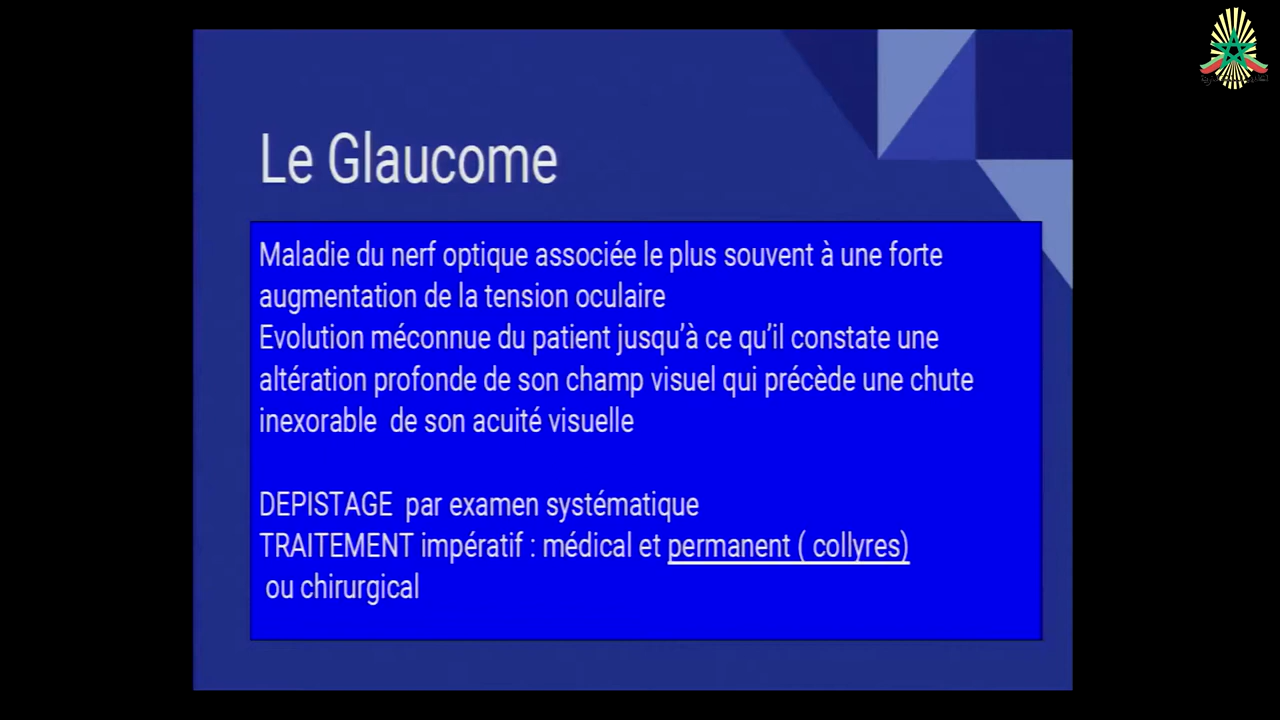 Le Glaucome
Maladie du nerf optique associée le plus souvent à une forte
augmentation de la tension oculaire
Evolution méconnue du patient jusqu’à ce qu’il constate une
altération profonde de son champ visuel qui précède une chute
inexorable de son acuité visuelle
DEPISTAGE par examen systématique
TRAITEMENT impératif : médical et permanent ( collyres)
ou chirurgical